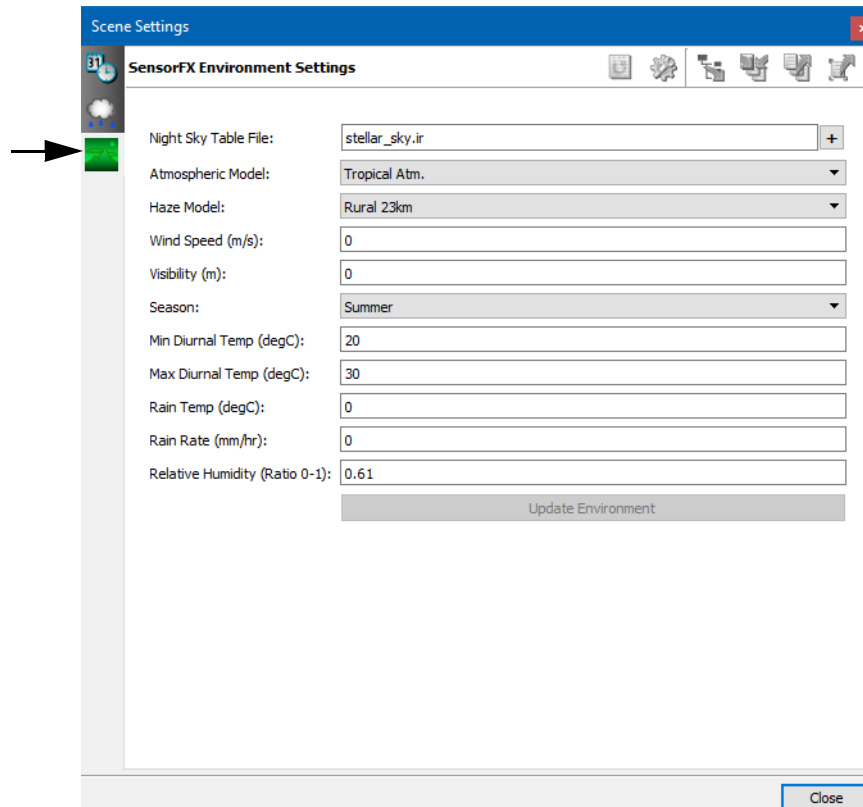 Scene Settings
31
SensorFX Environment Settings
Night Sky Table File: stellar_sky.ir +
Atmospheric Model: Tropical Atm.
Haze Model: Rural 23km
Wind Speed (m/s): 0
Visibility (m): 0
Season: Summer
Min Diurnal Temp (degC): 20
Max Diurnal Temp (degC): 30
Rain Temp (degC): 0
Rain Rate (mm/hr): 0
Relative Humidity (Ratio 0-1): 0.61
Update Environment
Close